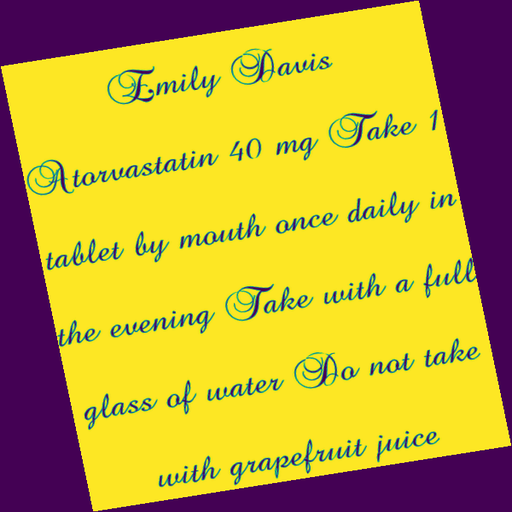 Emily Davis
Atorvastatin 40 mg Take 1
tablet by mouth once daily in
the evening Take with a full
glass of water Do not take
with grapefruit juice